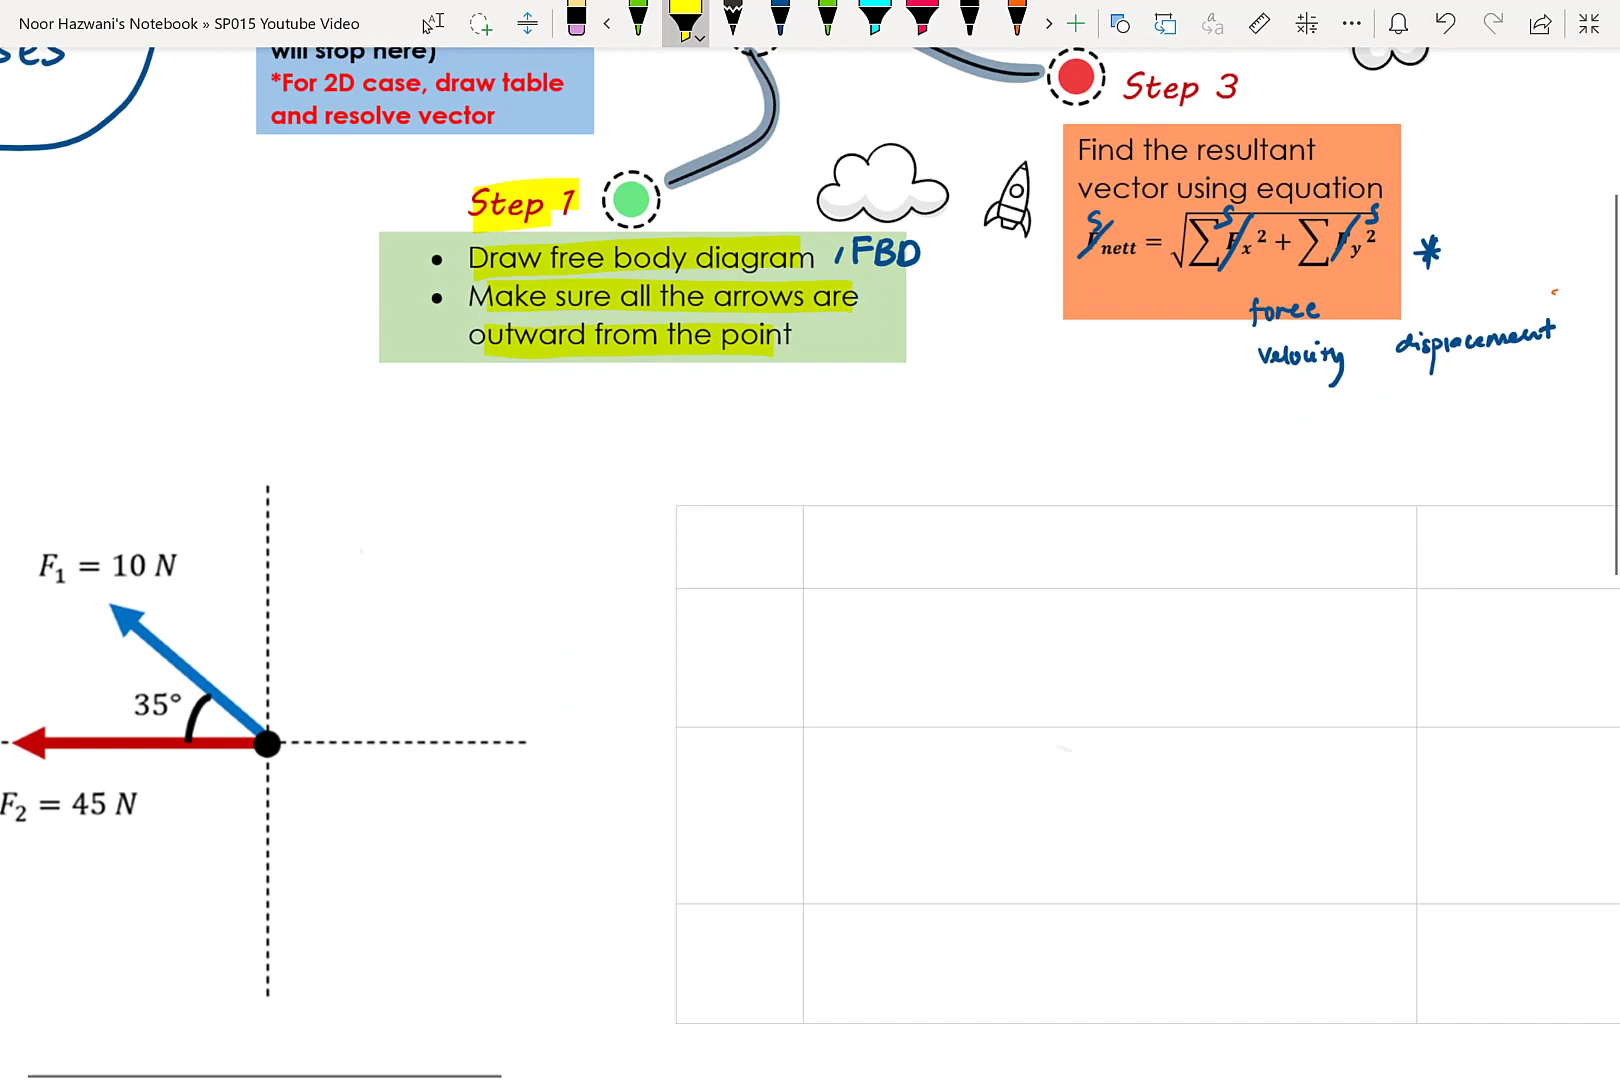 Noor Hazwani's Notebook » SP015 Youtube Video
ses
will stop here)
*For 2D case, draw table
and resolve vector
Step 1
• Draw free body diagram , FBD
• Make sure all the arrows are
outward from the point
Step 3
Find the resultant
vector using equation
S S S
F nett = √∑ F x ² + ∑ F y ²
*
force
velocity
displacement
F₁ = 10 N
35°
F₂ = 45 N